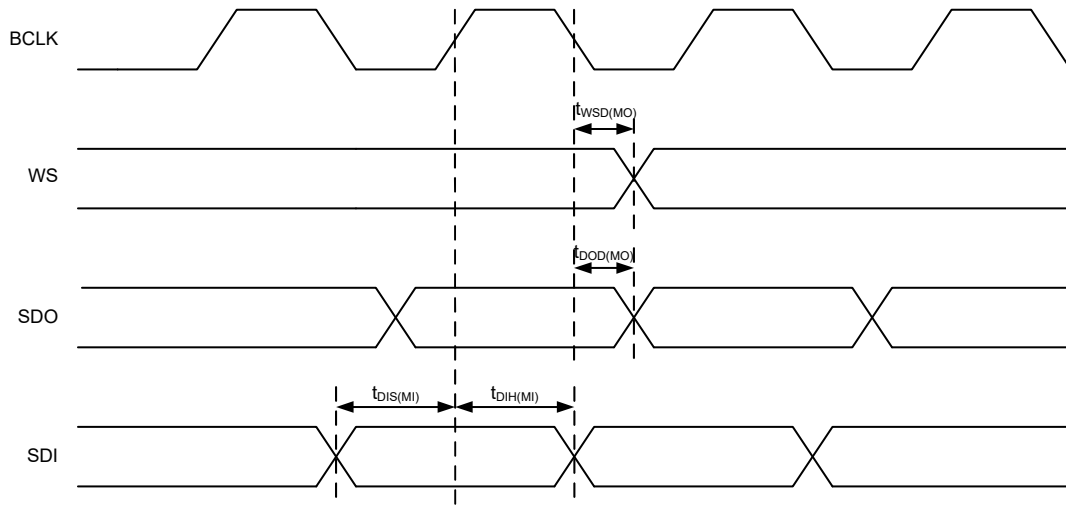 BCLK
tWSD(MO)
WS
tDOD(MO)
SDO
tDIS(MI) tDIH(MI)
SDI